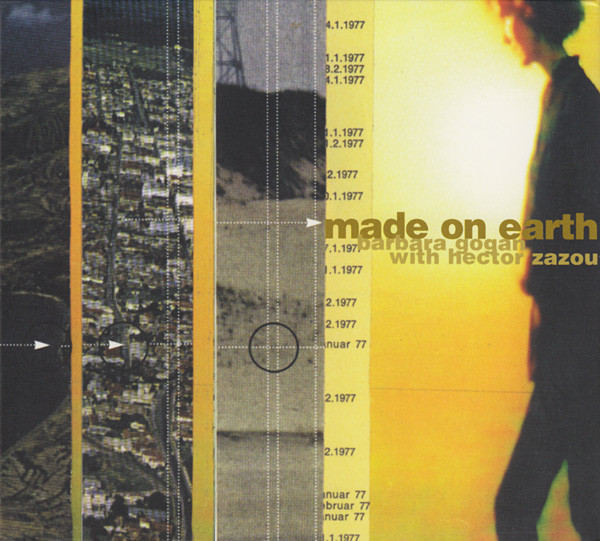 4.1.1977
1.1.1977
8.2.1977
4.1.1977
1.1.1977
1.2.1977
.2.1977
0.1.1977
made on earth
7.1.1977
barbara gogan
with hector zazou
1.1.1977
2.1977
2.1977
anuar 77
.2.1977
2.1977
anuar 77
ebruar 77
anuar 77
.1.1977